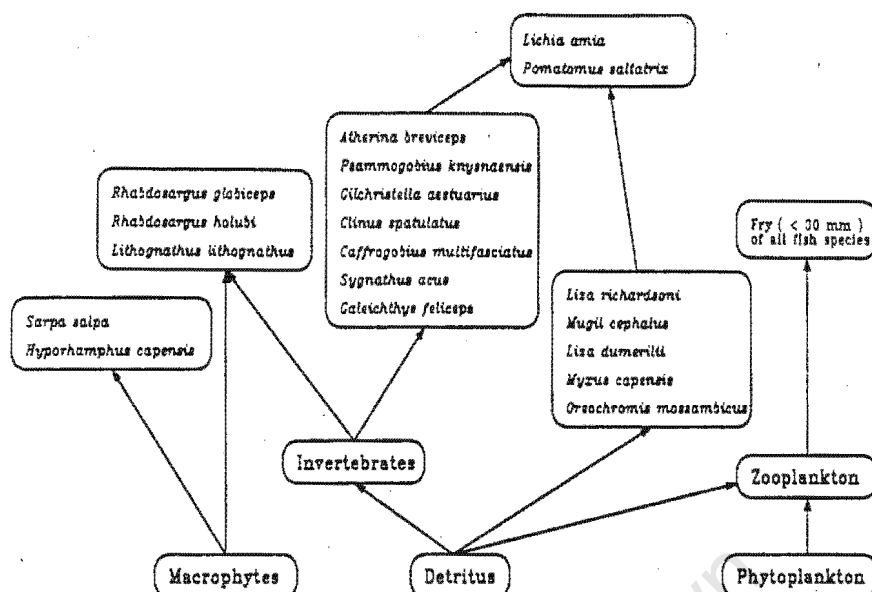 Lichia amia
Pomatomus saltatrix
Atherina breviceps
Psammogobius knysnaensis
Gilchristella aestuarius
Clinus spatulatus
Caffrogobius multifasciatus
Sygnathus acus
Galeichthys feliceps
Rhabdosargus globiceps
Rhabdosargus holubi
Lithognathus lithognathus
Fry ( < 30 mm )
of all fish species
Sarpa salpa
Hyporhamphus capensis
Liza richardsoni
Mugil cephalus
Liza dumerilii
Myxus capensis
Oreochromis mossambicus
Invertebrates
Zooplankton
Macrophytes
Detritus
Phytoplankton